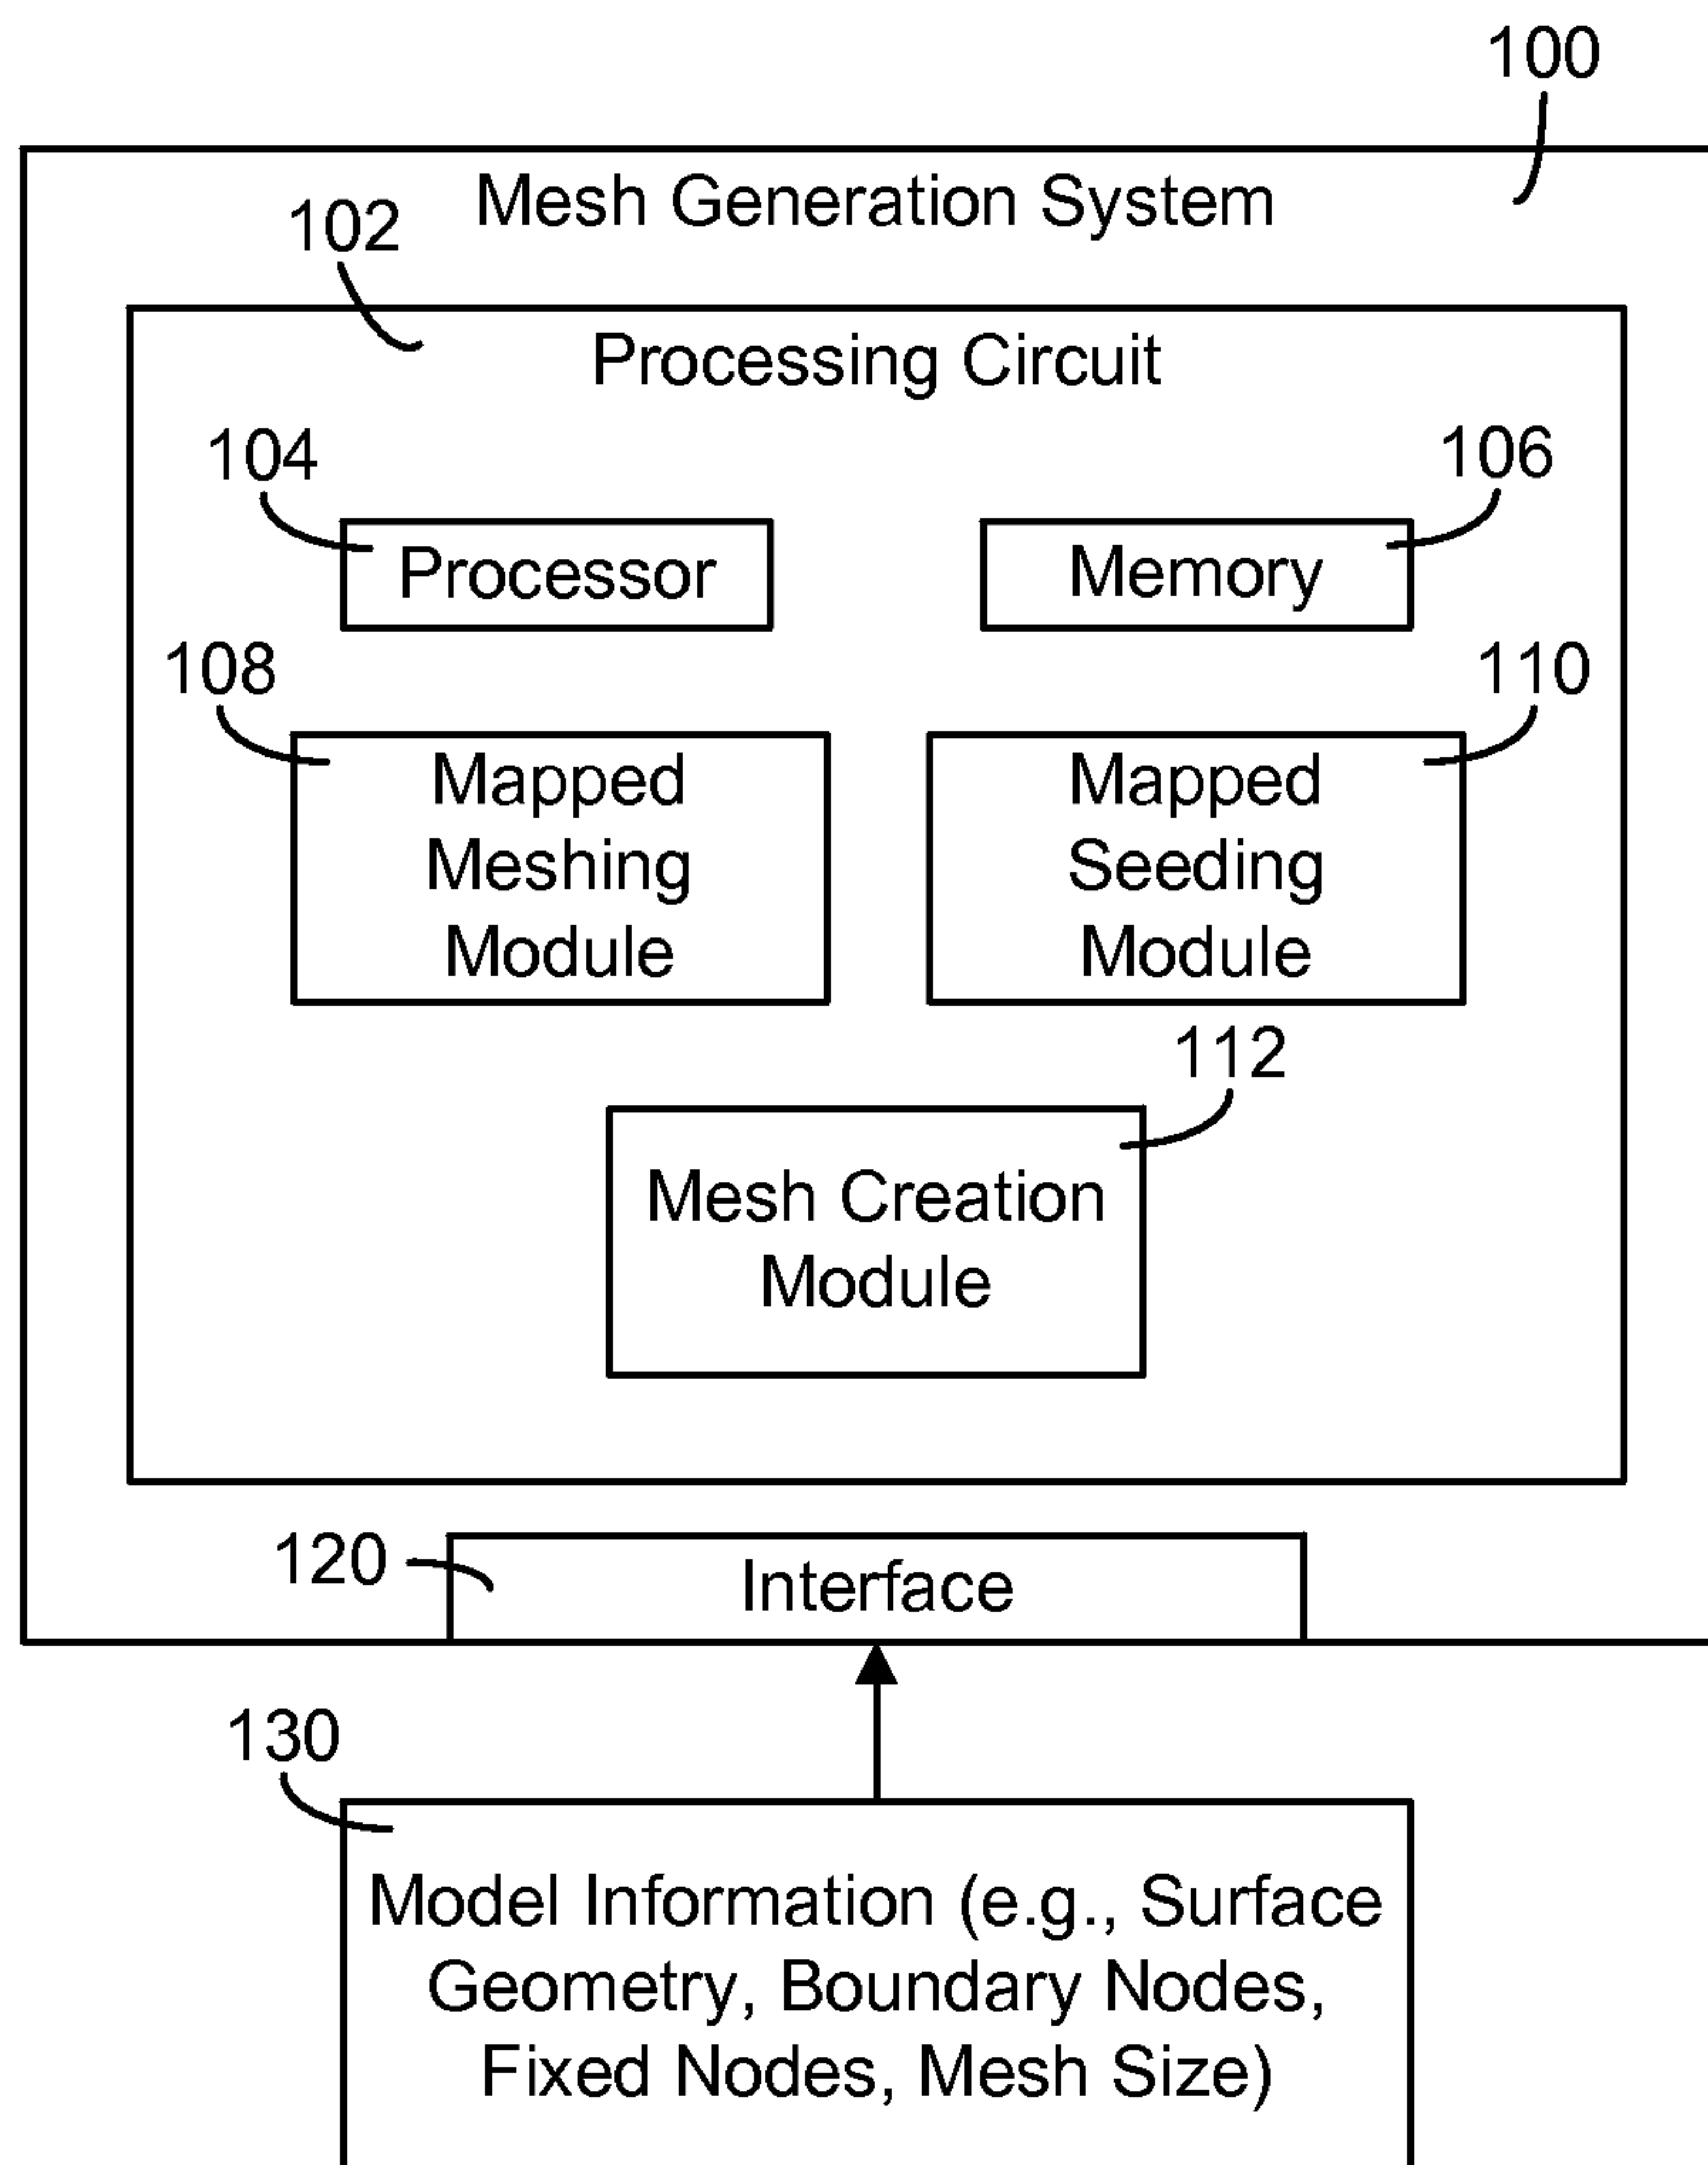 100
Mesh Generation System
102
Processing Circuit
104
106
Processor
Memory
108
110
Mapped
Meshing
Module
Mapped
Seeding
Module
112
Mesh Creation
Module
120
Interface
130
Model Information (e.g., Surface
Geometry, Boundary Nodes,
Fixed Nodes, Mesh Size)